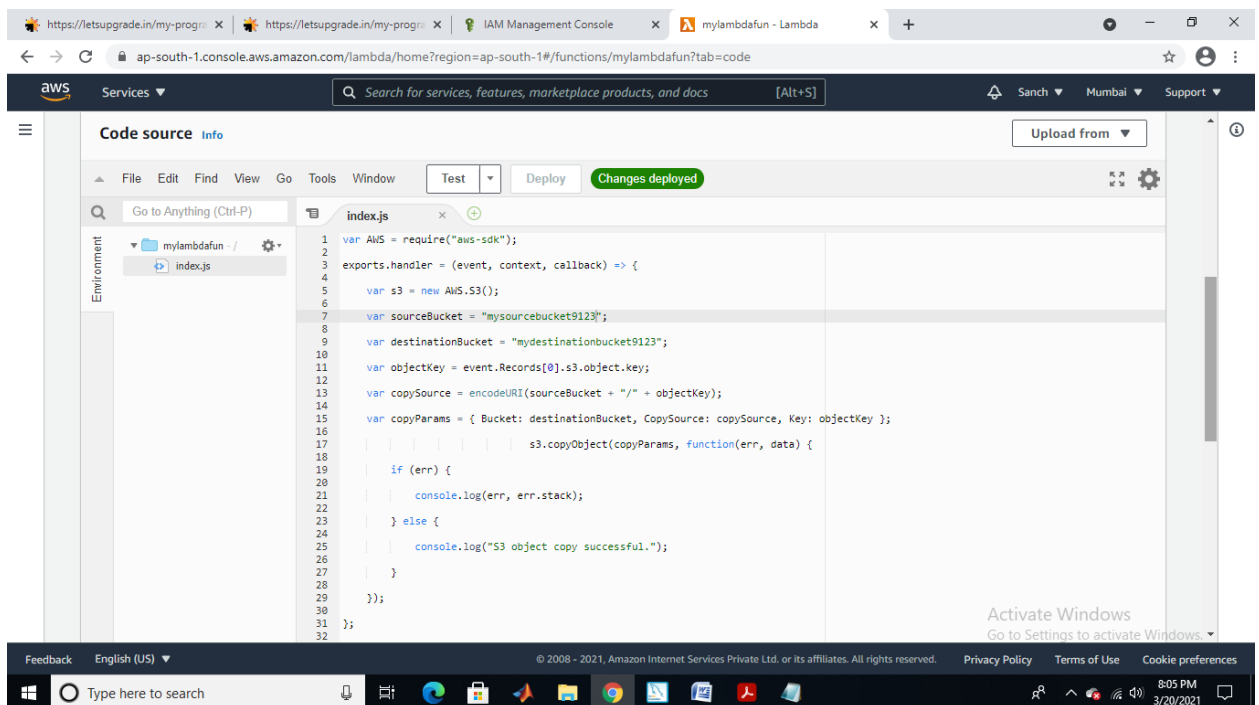 https://letsupgrade.in/my-progra
https://letsupgrade.in/my-progra
IAM Management Console
mylambdafun - Lambda
ap-south-1.console.aws.amazon.com/lambda/home?region=ap-south-1#/functions/mylambdafun?tab=code
aws
Services ▼
Search for services, features, marketplace products, and docs [Alt+S]
Sanch ▼
Mumbai ▼
Support ▼
Code source Info
Upload from ▼
File Edit Find View Go Tools Window
Test
Deploy
Changes deployed
Go to Anything (Ctrl-P)
index.js
Environment
mylambdafun - /
index.js
1 var AWS = require("aws-sdk");
2
3 exports.handler = (event, context, callback) => {
4
5 var s3 = new AWS.S3();
6
7 var sourceBucket = "mysourcebucket9123";
8
9 var destinationBucket = "mydestinationbucket9123";
10
11 var objectKey = event.Records[0].s3.object.key;
12
13 var copySource = encodeURI(sourceBucket + "/" + objectKey);
14
15 var copyParams = { Bucket: destinationBucket, CopySource: copySource, Key: objectKey };
16
17 s3.copyObject(copyParams, function(err, data) {
18
19 if (err) {
20
21 console.log(err, err.stack);
22
23 } else {
24
25 console.log("S3 object copy successful.");
26
27 }
28
29 });
30
31 };
32
Activate Windows
Go to Settings to activate Windows.
Feedback
English (US) ▼
© 2008 - 2021, Amazon Internet Services Private Ltd. or its affiliates. All rights reserved.
Privacy Policy
Terms of Use
Cookie preferences
Type here to search
8:05 PM
3/20/2021